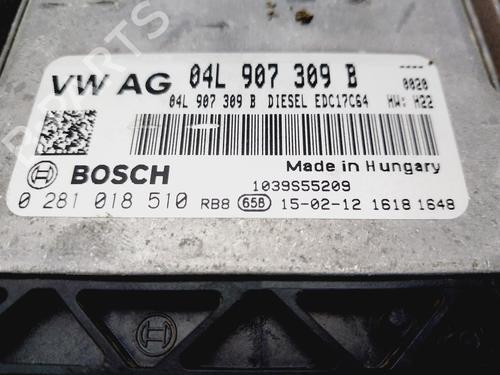 VW AG 04L 907 309 B 0020
04L 907 309 B DIESEL EDC17C64 HW: H22
Made in Hungary
BOSCH 1039S55209
0 281 018 510 RB8 658 15-02-12 1618 1648